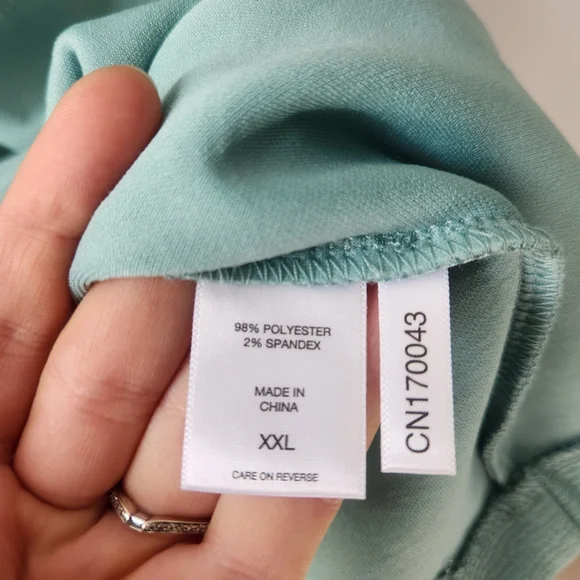 98% POLYESTER
2% SPANDEX
MADE IN
CHINA
XXL
CARE ON REVERSE
CN170043